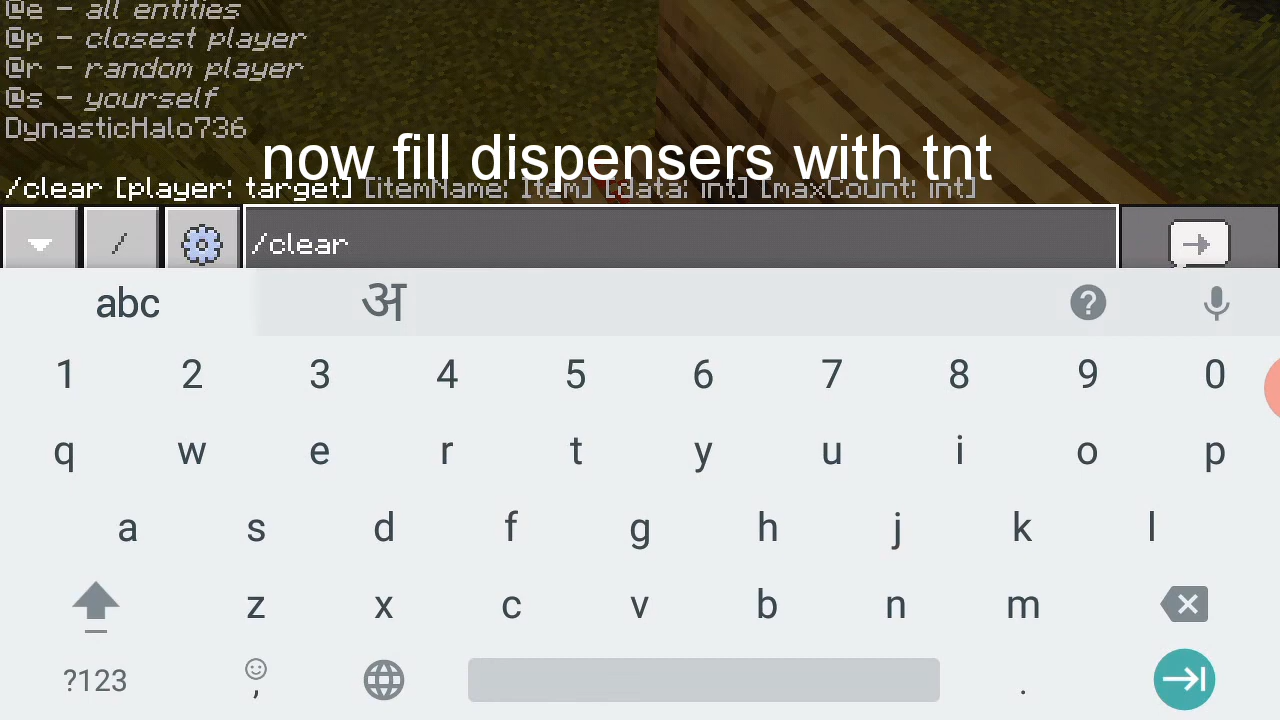 @e - all entities
@p - closest player
@r - random player
@s - yourself
DynasticHalo736
now fill dispensers with tnt
/clear [player: target] [itemName: Item] [data: int] [maxCount: int]
/ /clear
abc अ ?
1 2 3 4 5 6 7 8 9 0
q w e r t y u i o p
a s d f g h j k l
z x c v b n m
?123 , .